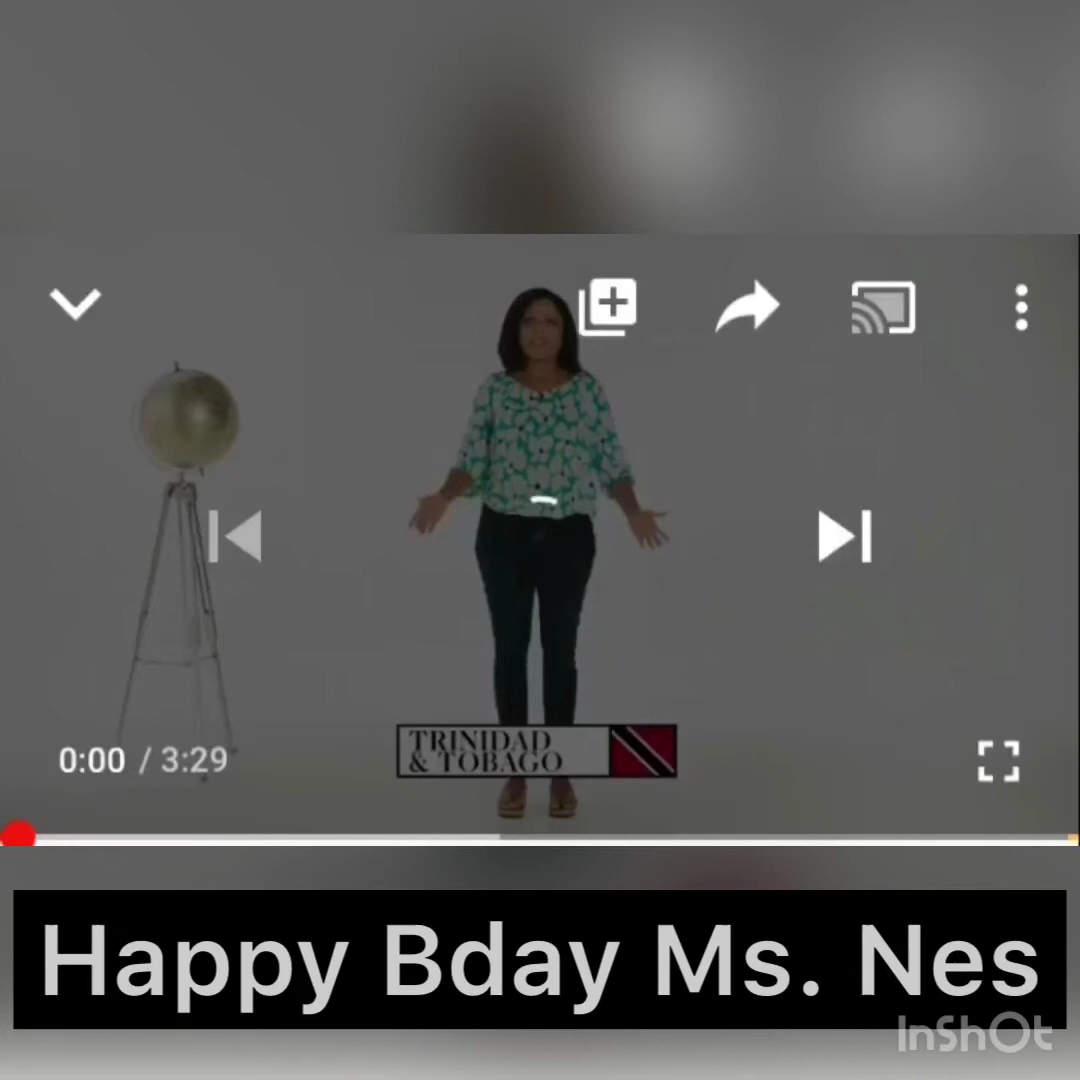 TRINIDAD
& TOBAGO
0:00 / 3:29
Happy Bday Ms. Nes
InShOt